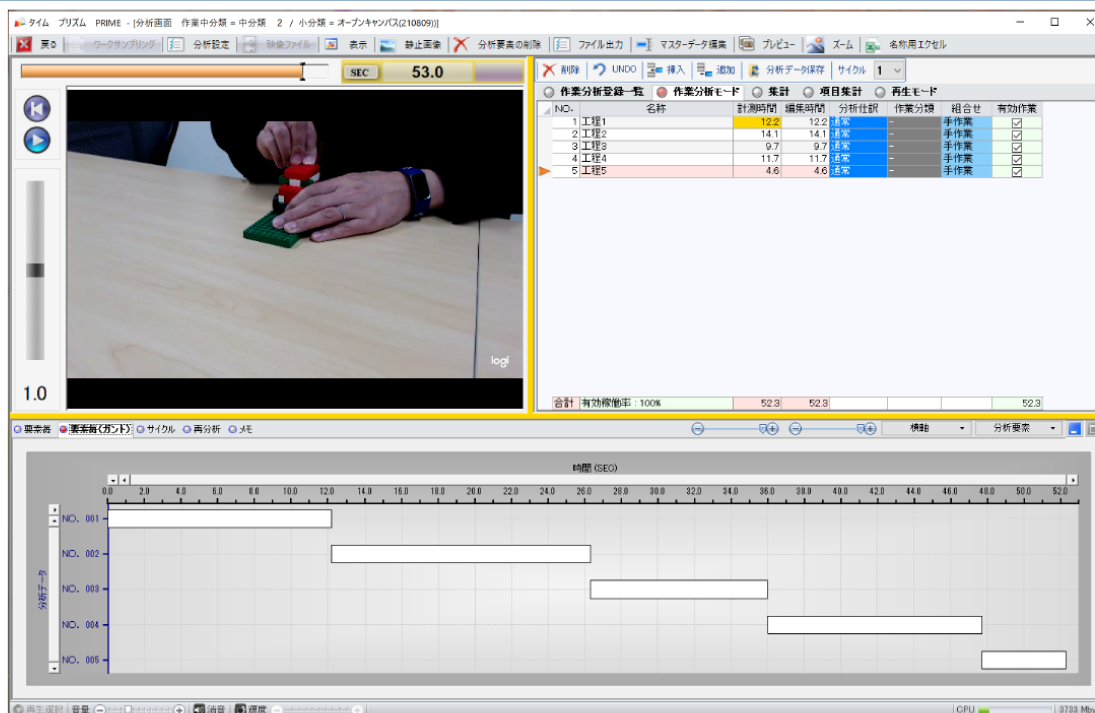 タイム プリズム PRIME - [分析画面 作業中分類 = 中分類 2 / 小分類 = オープンキャンパス(210809)]
戻る ワークサンプリング 分析設定 映像ファイル 表示 静止画像 分析要素の削除 ファイル出力 マスターデータ編集 プレビュー ズーム 名称用エクセル
SEC 53.0
削除 UNDO 挿入 追加 分析データ保存 サイクル 1
作業分析登録一覧 作業分析モード 集計 項目集計 再生モード
NO. 名称 計測時間 編集時間 分析仕訳 作業分類 組合せ 有効作業
1 工程1 12.2 12.2 通常 - 手作業
2 工程2 14.1 14.1 通常 - 手作業
3 工程3 9.7 9.7 通常 - 手作業
4 工程4 11.7 11.7 通常 - 手作業
5 工程5 4.6 4.6 通常 - 手作業
logi
1.0
合計 有効稼働率:100% 52.3 52.3 52.3
要素毎 要素毎(ガント) サイクル 再分析 メモ 横軸 分析要素
時間 (SEC)
0.0 2.0 4.0 6.0 8.0 10.0 12.0 14.0 16.0 18.0 20.0 22.0 24.0 26.0 28.0 30.0 32.0 34.0 36.0 38.0 40.0 42.0 44.0 46.0 48.0 50.0 52.0
分析データ
NO. 001
NO. 002
NO. 003
NO. 004
NO. 005
再生選択 音量 消音 速度 CPU 3733 Mby